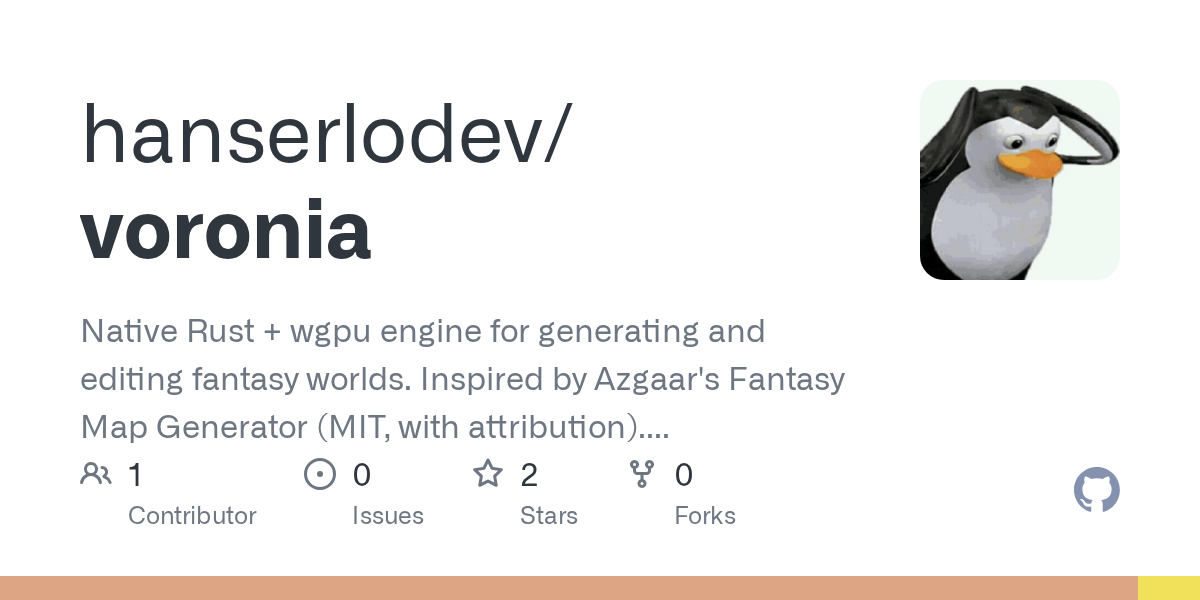 hanserlodev/
voronia
Native Rust + wgpu engine for generating and
editing fantasy worlds. Inspired by Azgaar's Fantasy
Map Generator (MIT, with attribution)....
1 0 2 0
Contributor Issues Stars Forks